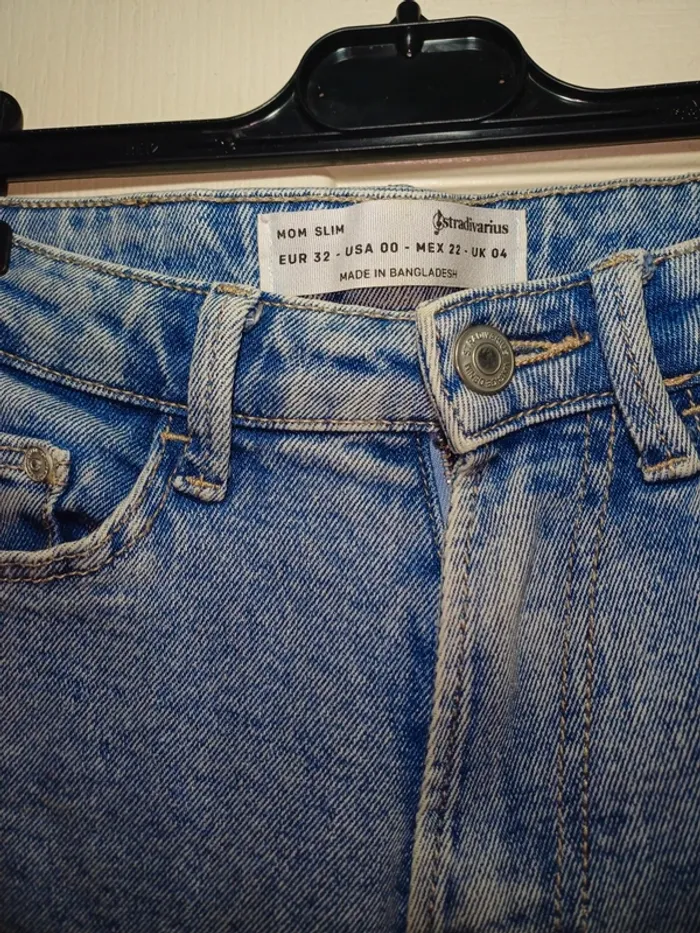 MOM SLIM
stradivarius
EUR 32 - USA 00 - MEX 22 - UK 04
MADE IN BANGLADESH